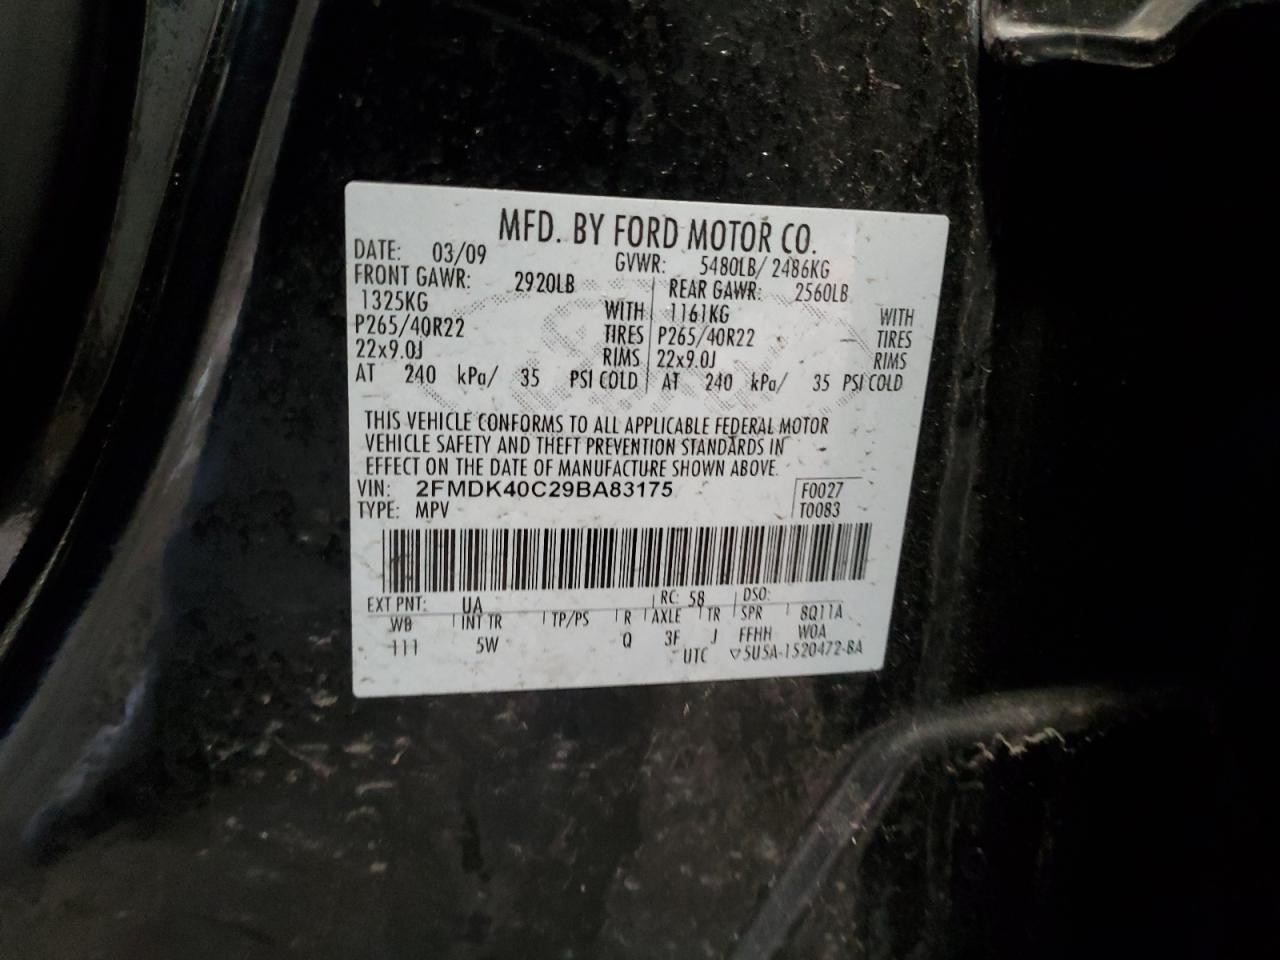 MFD. BY FORD MOTOR CO.
DATE: 03/09 GVWR: 5480LB/ 2486KG
FRONT GAWR: 2920LB REAR GAWR: 2560LB
1325KG WITH 1161KG WITH
P265/40R22 TIRES P265/40R22 TIRES
22x9.0J RIMS 22x9.0J RIMS
AT 240 kPa/ 35 PSI COLD AT 240 kPa/ 35 PSI COLD
THIS VEHICLE CONFORMS TO ALL APPLICABLE FEDERAL MOTOR
VEHICLE SAFETY AND THEFT PREVENTION STANDARDS IN
EFFECT ON THE DATE OF MANUFACTURE SHOWN ABOVE.
VIN: 2FMDK40C29BA83175 F0027
TYPE: MPV T0083
EXT PNT: UA RC: 58 DSO:
WB INT TR TP/PS R AXLE TR SPR 8Q11A
111 5W Q 3F J FFHH W0A
UTC ▽5U5A-1520472-BA